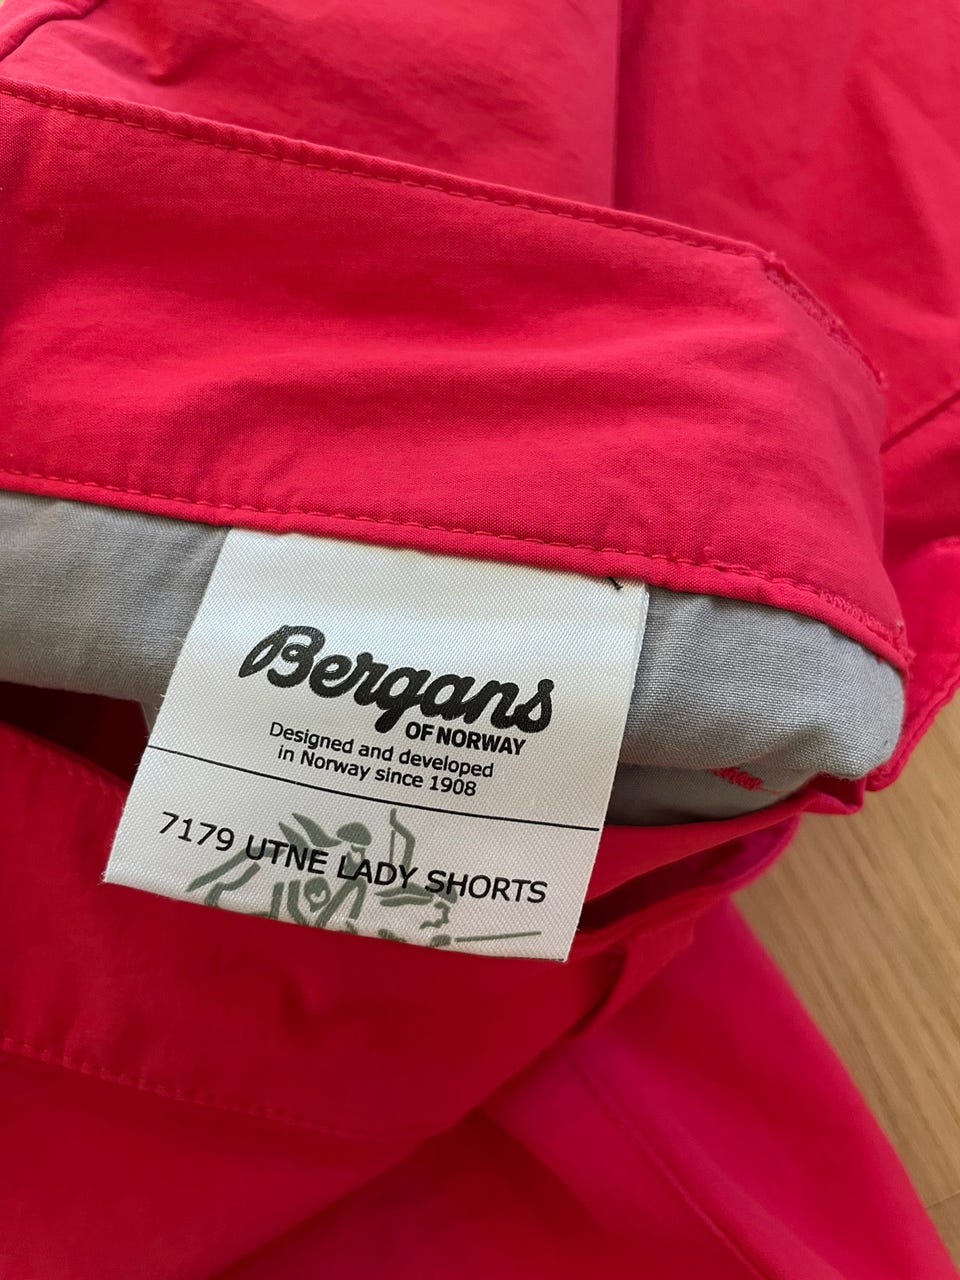 Bergans
OF NORWAY
Designed and developed
in Norway since 1908
7179 UTNE LADY SHORTS